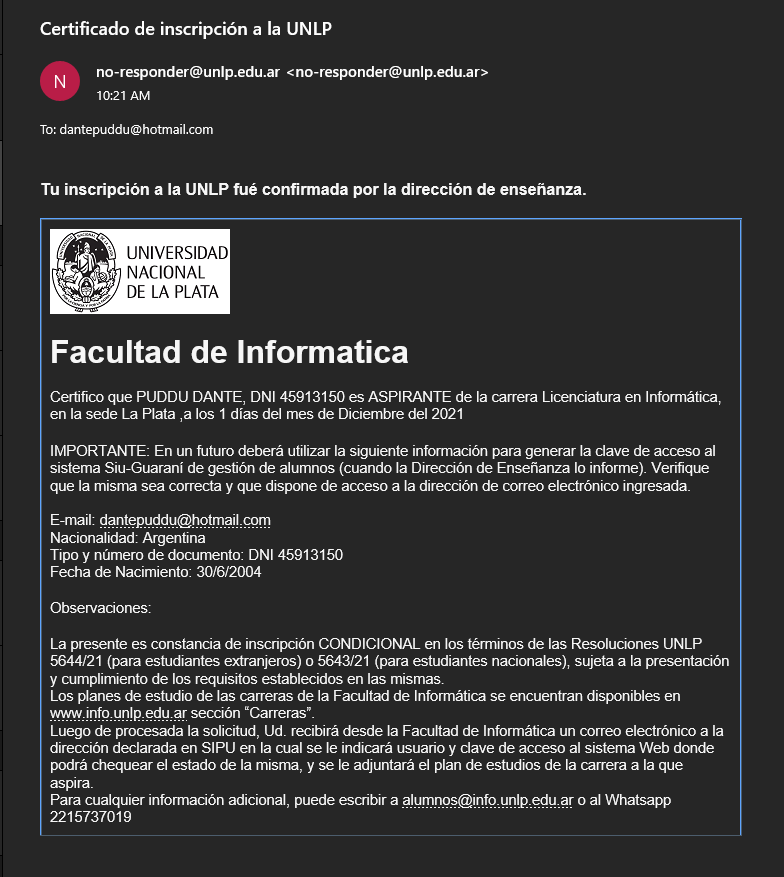 Certificado de inscripción a la UNLP
N
no-responder@unlp.edu.ar <no-responder@unlp.edu.ar>
10:21 AM
To: dantepuddu@hotmail.com
Tu inscripción a la UNLP fué confirmada por la dirección de enseñanza.
UNIVERSIDAD
NACIONAL
DE LA PLATA
Facultad de Informatica
Certifico que PUDDU DANTE, DNI 45913150 es ASPIRANTE de la carrera Licenciatura en Informática,
en la sede La Plata ,a los 1 días del mes de Diciembre del 2021
IMPORTANTE: En un futuro deberá utilizar la siguiente información para generar la clave de acceso al
sistema Siu-Guaraní de gestión de alumnos (cuando la Dirección de Enseñanza lo informe). Verifique
que la misma sea correcta y que dispone de acceso a la dirección de correo electrónico ingresada.
E-mail: dantepuddu@hotmail.com
Nacionalidad: Argentina
Tipo y número de documento: DNI 45913150
Fecha de Nacimiento: 30/6/2004
Observaciones:
La presente es constancia de inscripción CONDICIONAL en los términos de las Resoluciones UNLP
5644/21 (para estudiantes extranjeros) o 5643/21 (para estudiantes nacionales), sujeta a la presentación
y cumplimiento de los requisitos establecidos en las mismas.
Los planes de estudio de las carreras de la Facultad de Informática se encuentran disponibles en
www.info.unlp.edu.ar sección “Carreras”.
Luego de procesada la solicitud, Ud. recibirá desde la Facultad de Informática un correo electrónico a la
dirección declarada en SIPU en la cual se le indicará usuario y clave de acceso al sistema Web donde
podrá chequear el estado de la misma, y se le adjuntará el plan de estudios de la carrera a la que
aspira.
Para cualquier información adicional, puede escribir a alumnos@info.unlp.edu.ar o al Whatsapp
2215737019